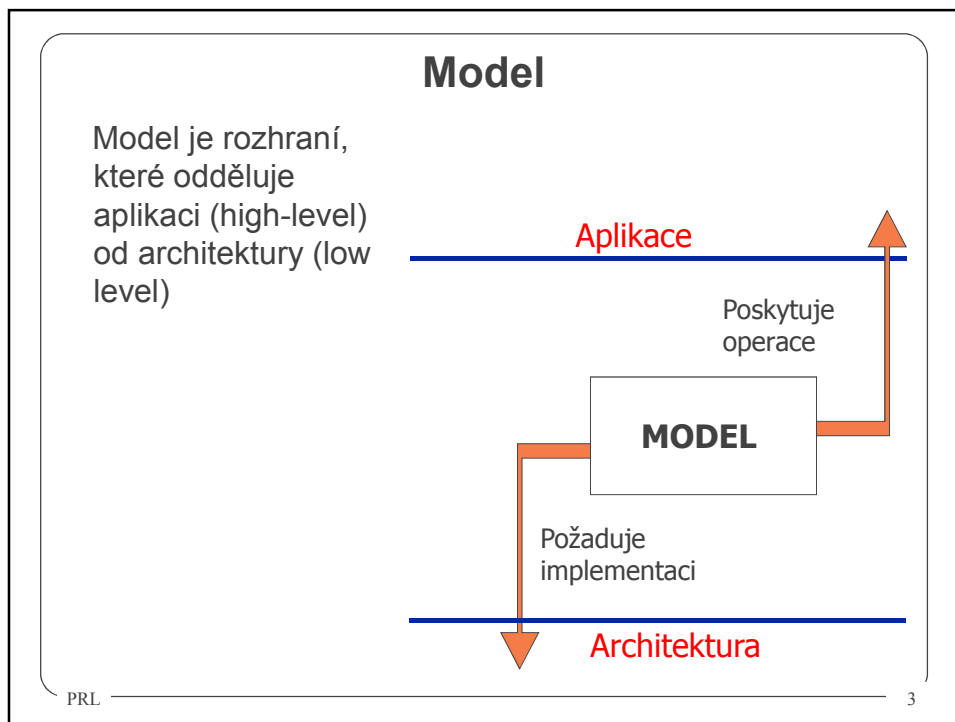 Model
Model je rozhraní,
které odděluje
aplikaci (high-level)
od architektury (low
level)
Aplikace
Poskytuje
operace
MODEL
Požaduje
implementaci
Architektura
PRL
3